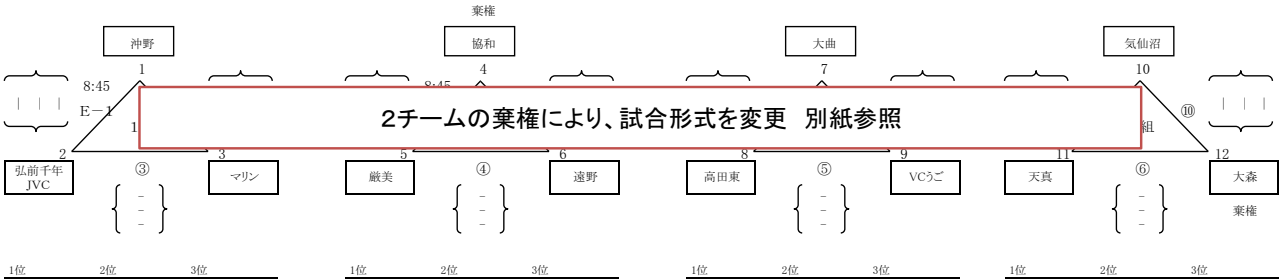 棄権
沖野 協和 大曲 気仙沼
1 4 7 10
8:45
E－1
⑩
2チームの棄権により、試合形式を変更 別紙参照
1 組
2 3 5 6 8 9 11 12
弘前千年
JVC
③ マリン 厳美 ④ 遠野 高田東 ⑤ VCうご 天真 ⑥ 大森
棄権
－ － － －
－ － － －
－ － － －
1位 2位 3位 1位 2位 3位 1位 2位 3位 1位 2位 3位